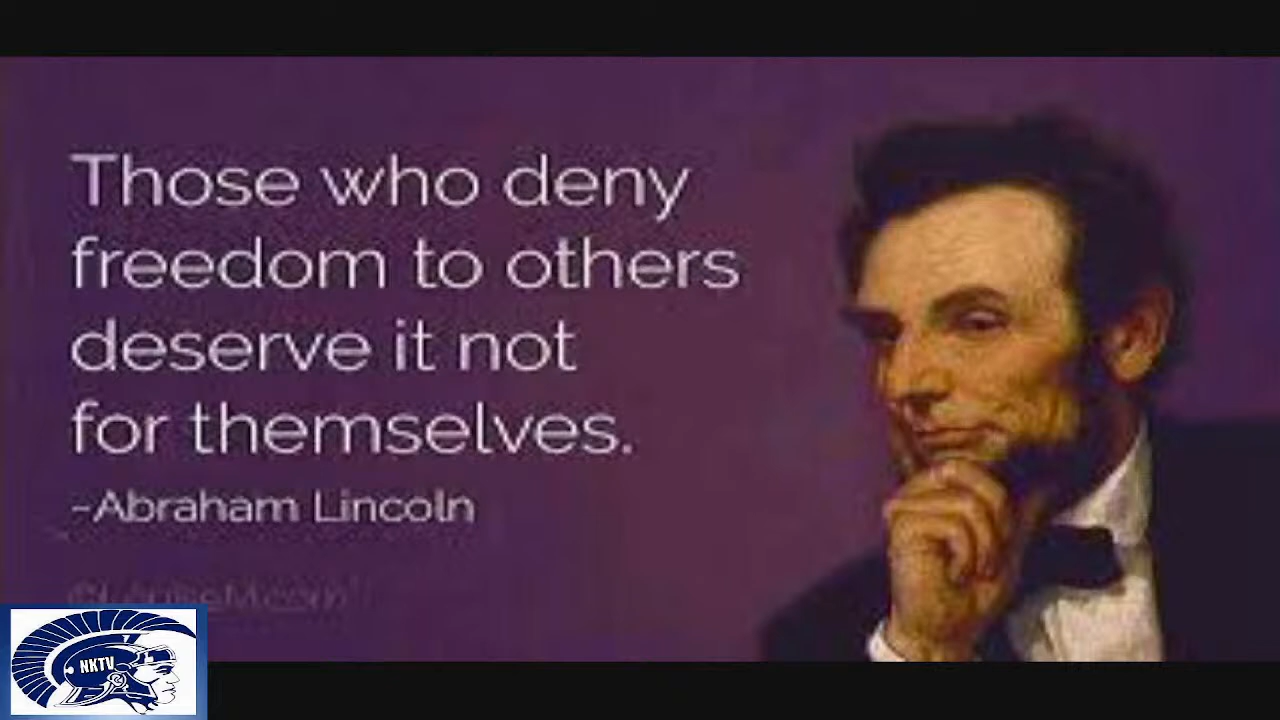 Those who deny
freedom to others
deserve it not
for themselves.
~Abraham Lincoln
NKTV